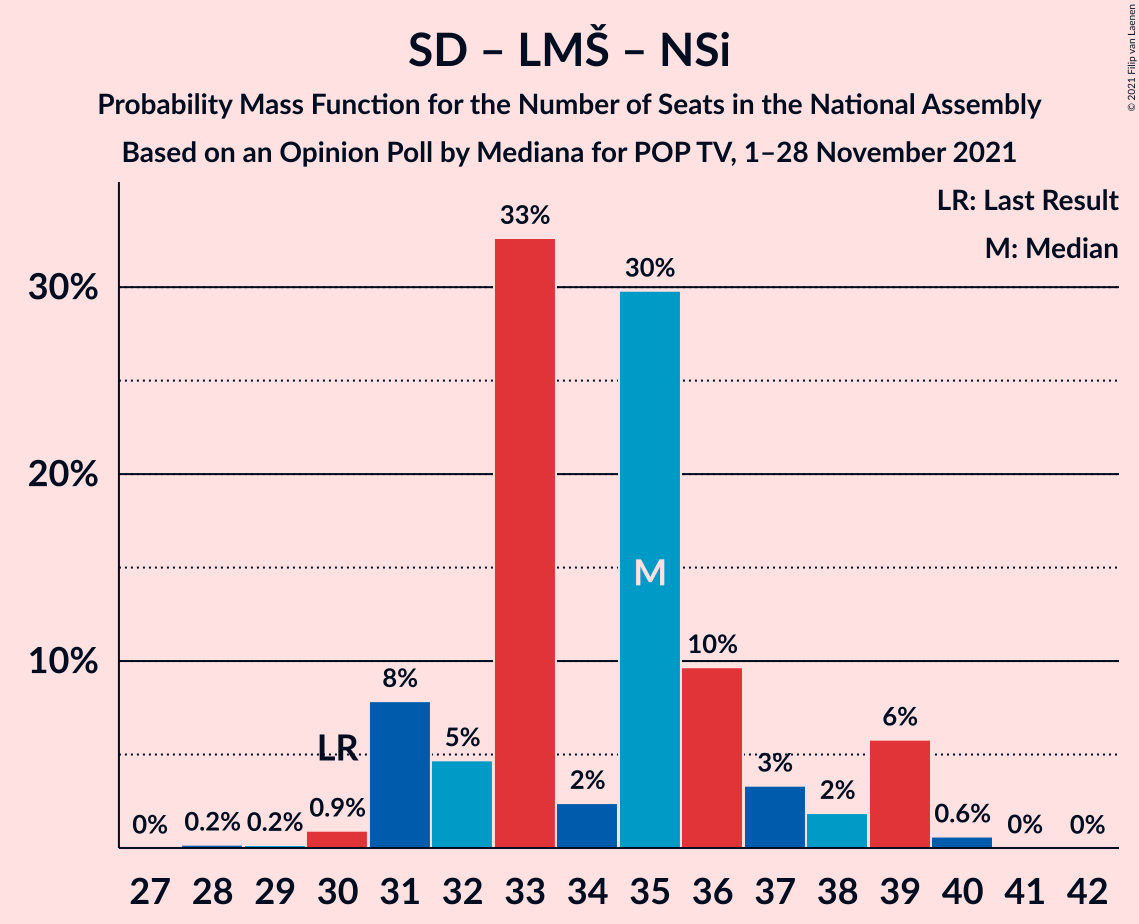 SD – LMŠ – NSi
Probability Mass Function for the Number of Seats in the National Assembly
Based on an Opinion Poll by Mediana for POP TV, 1–28 November 2021
© 2021 Filip van Laenen
LR: Last Result
M: Median
30%
20%
10%
0%
0.2%
0.2%
0.9%
LR
8%
5%
33%
2%
30%
M
10%
3%
2%
6%
0.6%
0%
0%
27 28 29 30 31 32 33 34 35 36 37 38 39 40 41 42